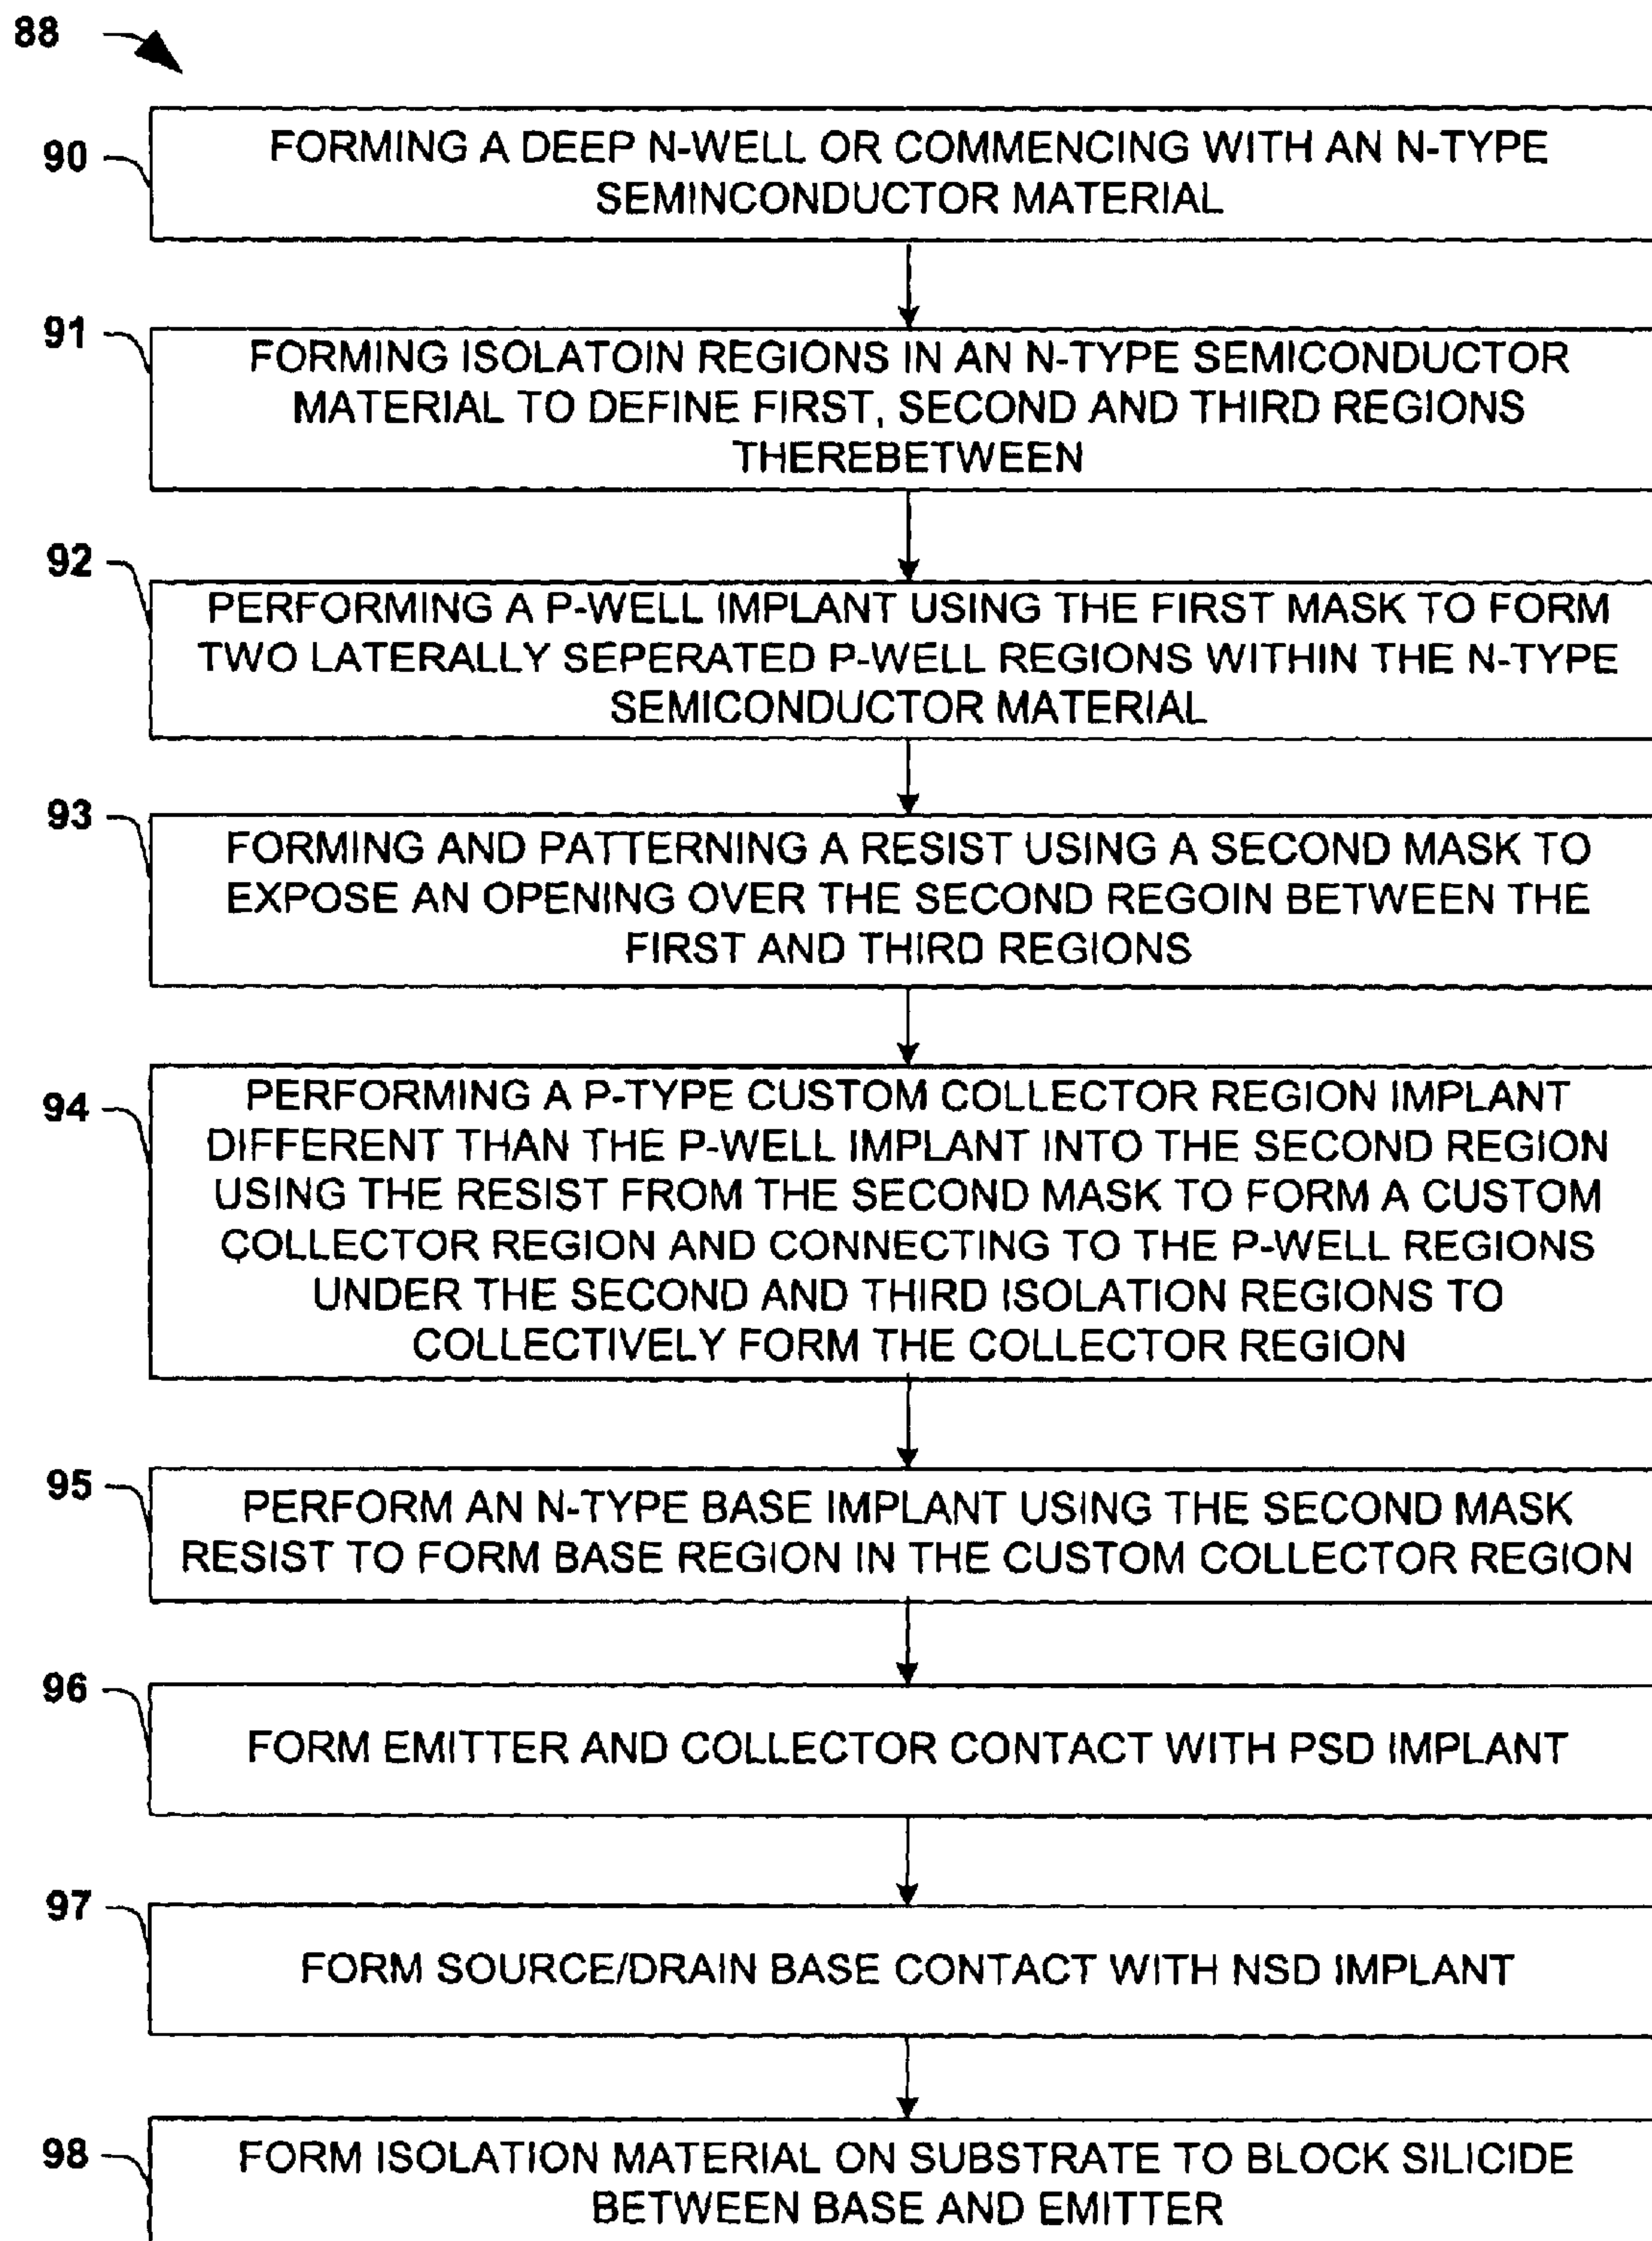 88
90
FORMING A DEEP N-WELL OR COMMENCING WITH AN N-TYPE
SEMINCONDUCTOR MATERIAL
91
FORMING ISOLATOIN REGIONS IN AN N-TYPE SEMICONDUCTOR
MATERIAL TO DEFINE FIRST, SECOND AND THIRD REGIONS
THEREBETWEEN
92
PERFORMING A P-WELL IMPLANT USING THE FIRST MASK TO FORM
TWO LATERALLY SEPERATED P-WELL REGIONS WITHIN THE N-TYPE
SEMICONDUCTOR MATERIAL
93
FORMING AND PATTERNING A RESIST USING A SECOND MASK TO
EXPOSE AN OPENING OVER THE SECOND REGOIN BETWEEN THE
FIRST AND THIRD REGIONS
94
PERFORMING A P-TYPE CUSTOM COLLECTOR REGION IMPLANT
DIFFERENT THAN THE P-WELL IMPLANT INTO THE SECOND REGION
USING THE RESIST FROM THE SECOND MASK TO FORM A CUSTOM
COLLECTOR REGION AND CONNECTING TO THE P-WELL REGIONS
UNDER THE SECOND AND THIRD ISOLATION REGIONS TO
COLLECTIVELY FORM THE COLLECTOR REGION
95
PERFORM AN N-TYPE BASE IMPLANT USING THE SECOND MASK
RESIST TO FORM BASE REGION IN THE CUSTOM COLLECTOR REGION
96
FORM EMITTER AND COLLECTOR CONTACT WITH PSD IMPLANT
97
FORM SOURCE/DRAIN BASE CONTACT WITH NSD IMPLANT
98
FORM ISOLATION MATERIAL ON SUBSTRATE TO BLOCK SILICIDE
BETWEEN BASE AND EMITTER